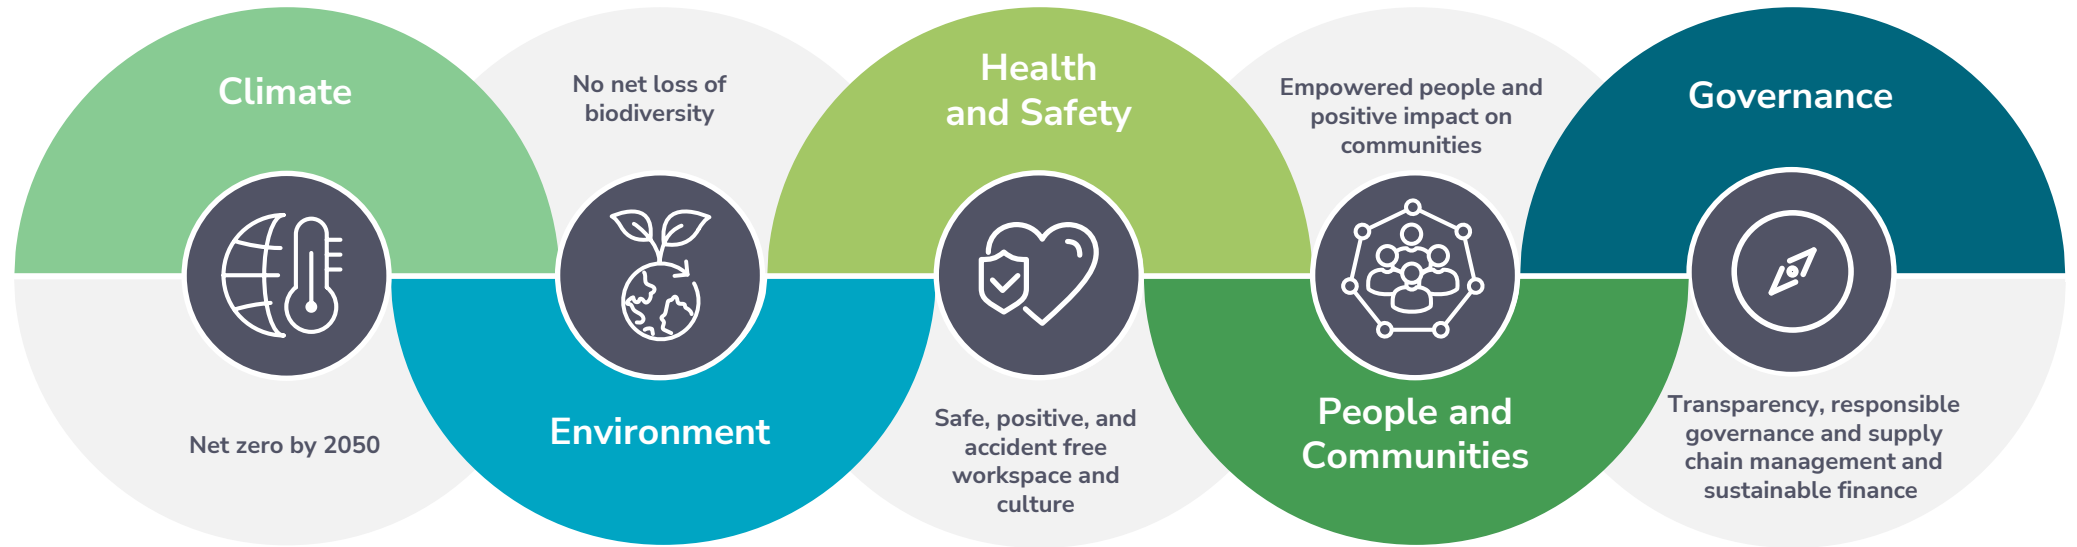 Climate
Net zero by 2050
No net loss of
biodiversity
Environment
Health
and Safety
Safe, positive, and
accident free
workspace and
culture
Empowered people and
positive impact on
communities
People and
Communities
Governance
Transparency, responsible
governance and supply
chain management and
sustainable finance